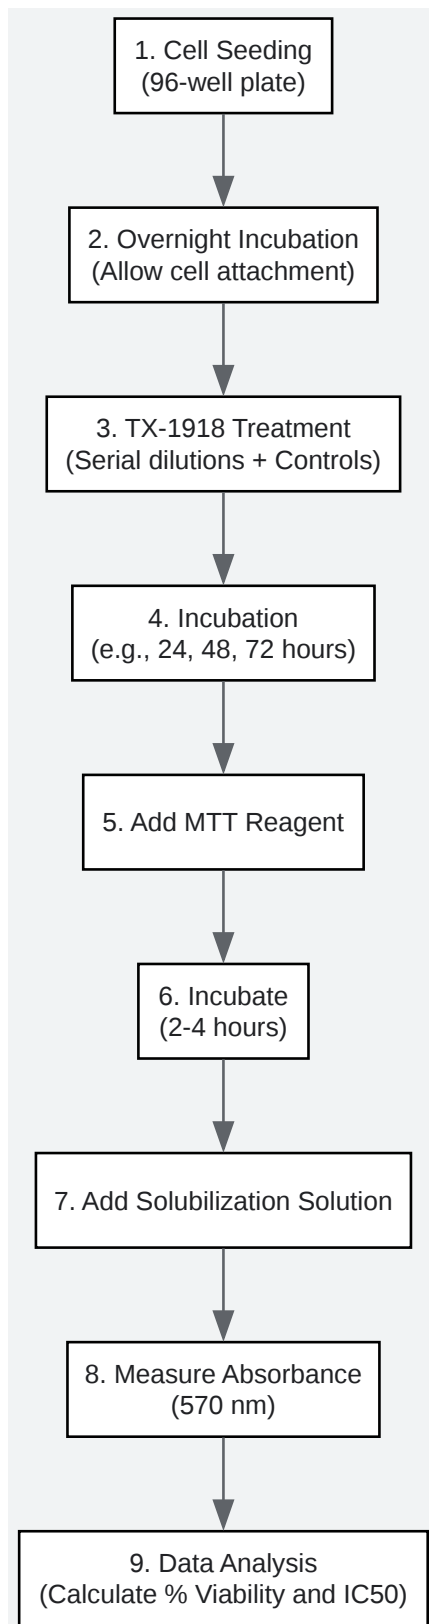 1. Cell Seeding
(96-well plate)
2. Overnight Incubation
(Allow cell attachment)
3. TX-1918 Treatment
(Serial dilutions + Controls)
4. Incubation
(e.g., 24, 48, 72 hours)
5. Add MTT Reagent
6. Incubate
(2-4 hours)
7. Add Solubilization Solution
8. Measure Absorbance
(570 nm)
9. Data Analysis
(Calculate % Viability and IC50)